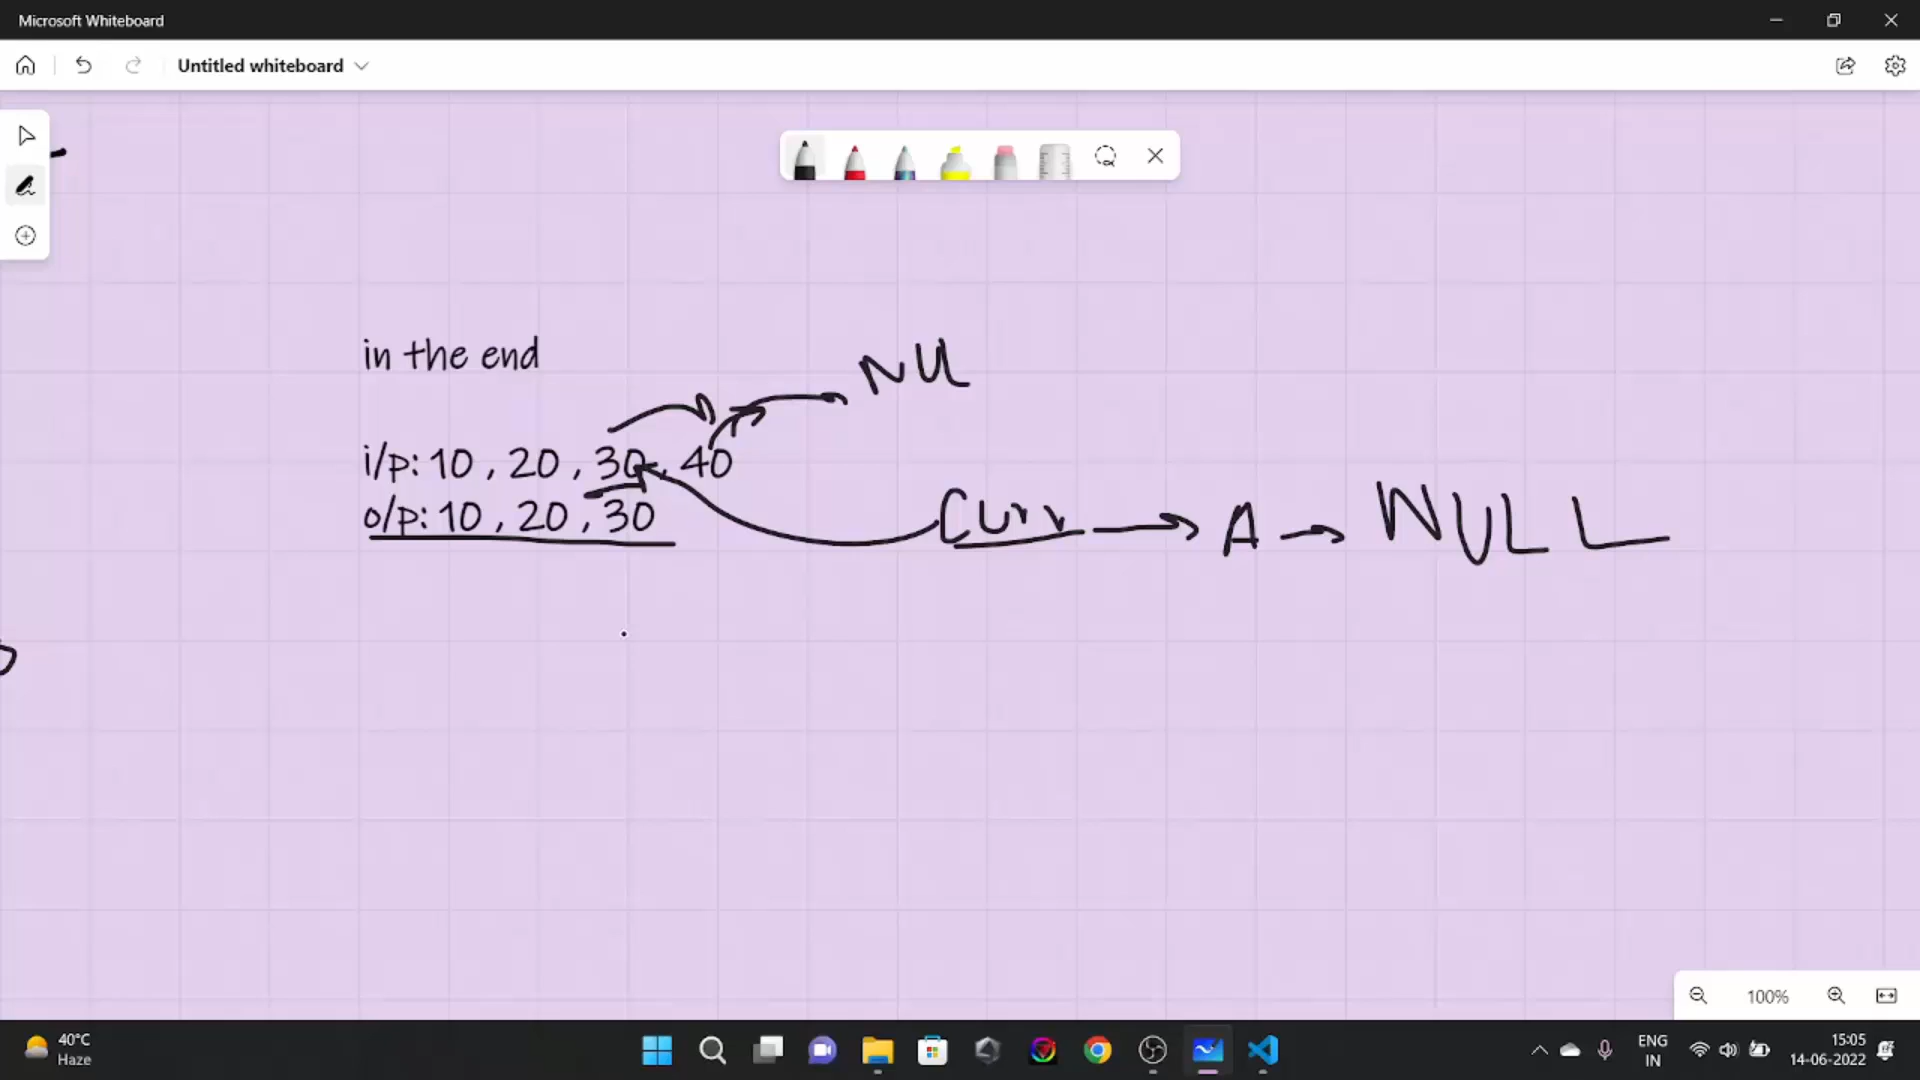 Microsoft Whiteboard
Untitled whiteboard
in the end
NUL
i/p: 10 , 20 , 30 , 40
o/p: 10 , 20 , 30
Curr → A → NULL
100%
40°C
Haze
ENG
IN
15:05
14-06-2022